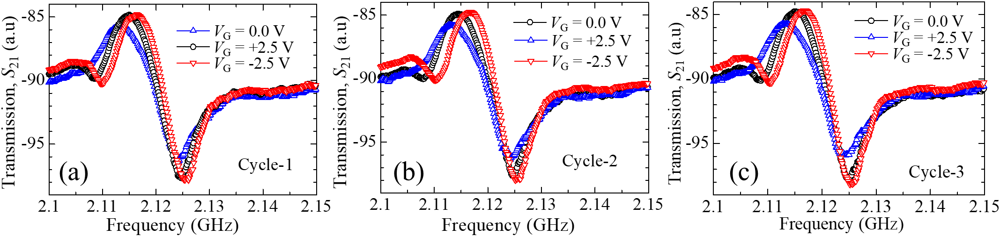 Transmission, S21 (a.u)
-85
-90
-95
VG = 0.0 V
VG = +2.5 V
VG = -2.5 V
Cycle-1
(a)
2.1 2.11 2.12 2.13 2.14 2.15
Frequency (GHz)
Transmission, S21 (a.u)
-85
-90
-95
VG = 0.0 V
VG = +2.5 V
VG = -2.5 V
Cycle-2
(b)
2.1 2.11 2.12 2.13 2.14 2.15
Frequency (GHz)
Transmission, S21 (a.u)
-85
-90
-95
VG = 0.0 V
VG = +2.5 V
VG = -2.5 V
Cycle-3
(c)
2.1 2.11 2.12 2.13 2.14 2.15
Frequency (GHz)